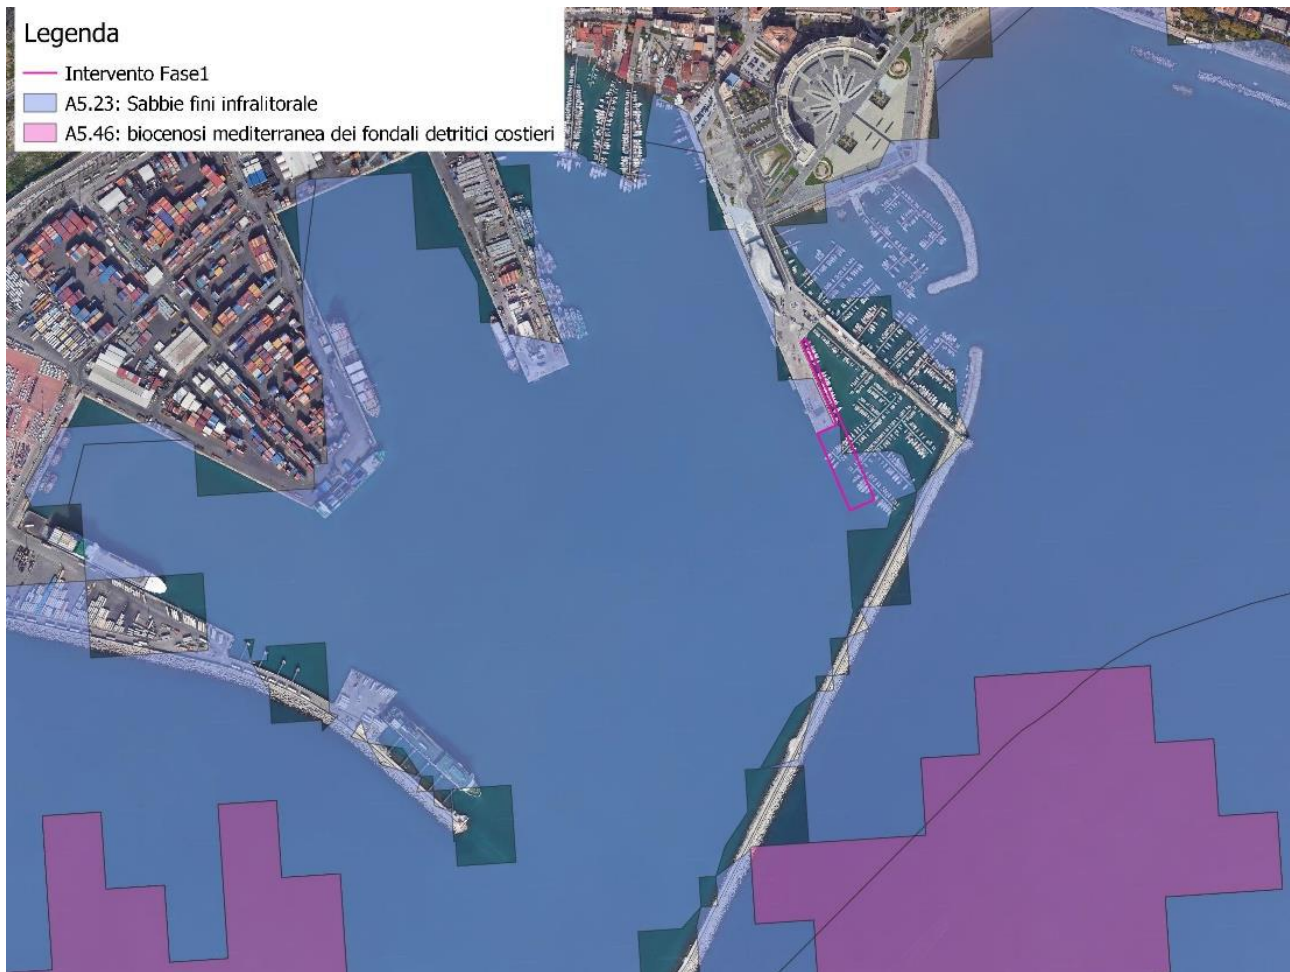 Legenda
Intervento Fase1
A5.23: Sabbie fini infralitorale
A5.46: biocenosi mediterranea dei fondali detritici costieri